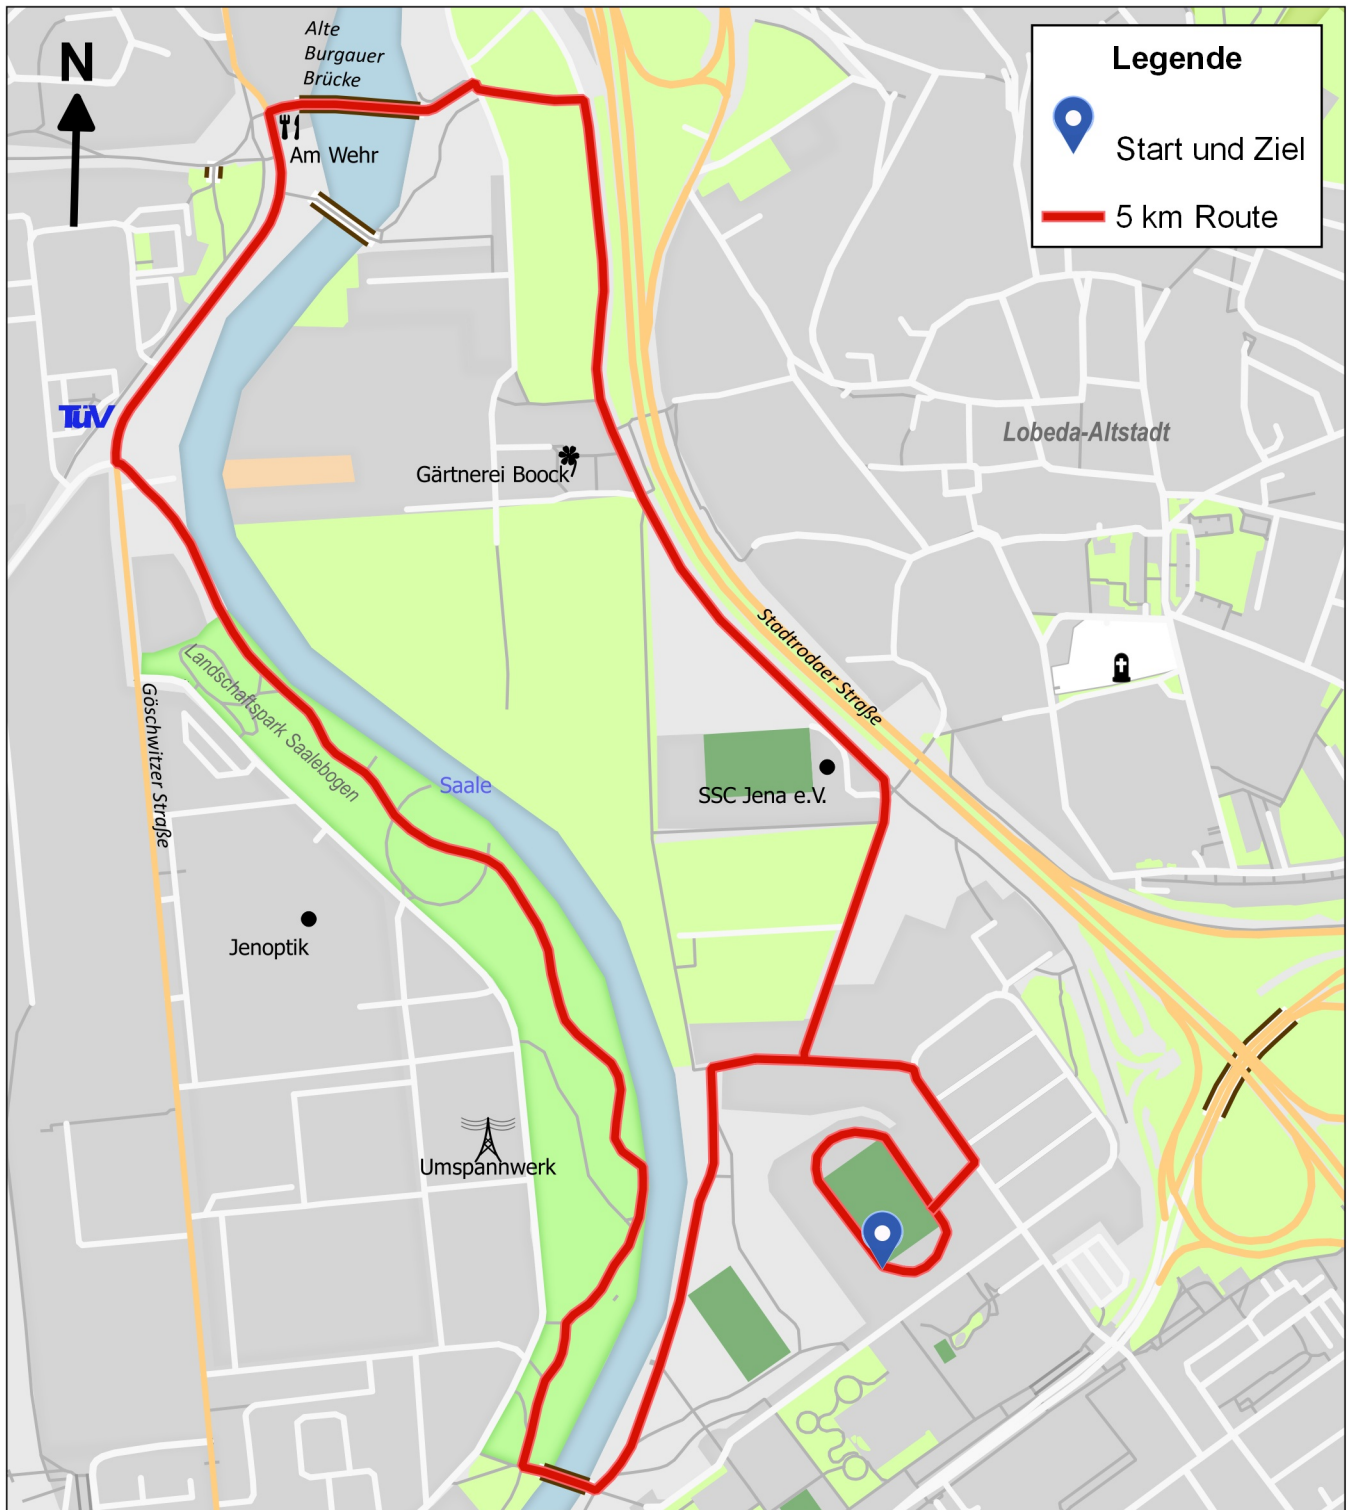 Alte
Burgauer
Brücke
N
Legende
Start und Ziel
5 km Route
Am Wehr
TÜV
Lobeda-Altstadt
Gärtnerei Boock
Stadtrodaer Straße
Landschaftspark Saalebogen
Göschwitzer Straße
Saale
SSC Jena e.V.
Jenoptik
Umspannwerk